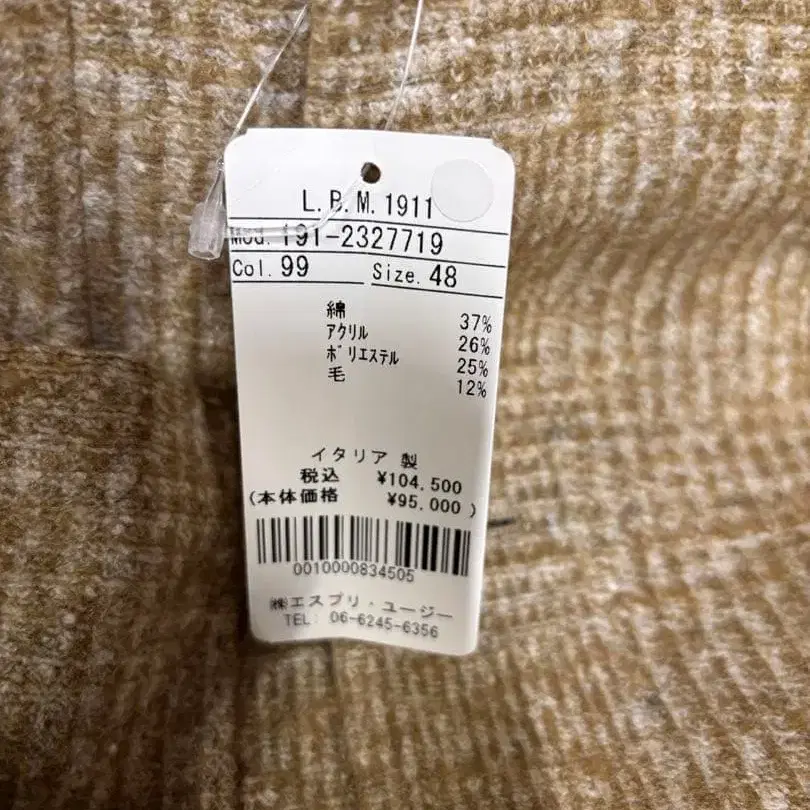 L.B.M.1911
Mod. 191-2327719
Col. 99 Size. 48
綿 37%
アクリル 26%
ポリエステル 25%
毛 12%
イタリア 製
税込 ¥104,500
(本体価格 ¥95,000 )
0010000834505
㈱エスプリ・ユージー
TEL: 06-6245-6356